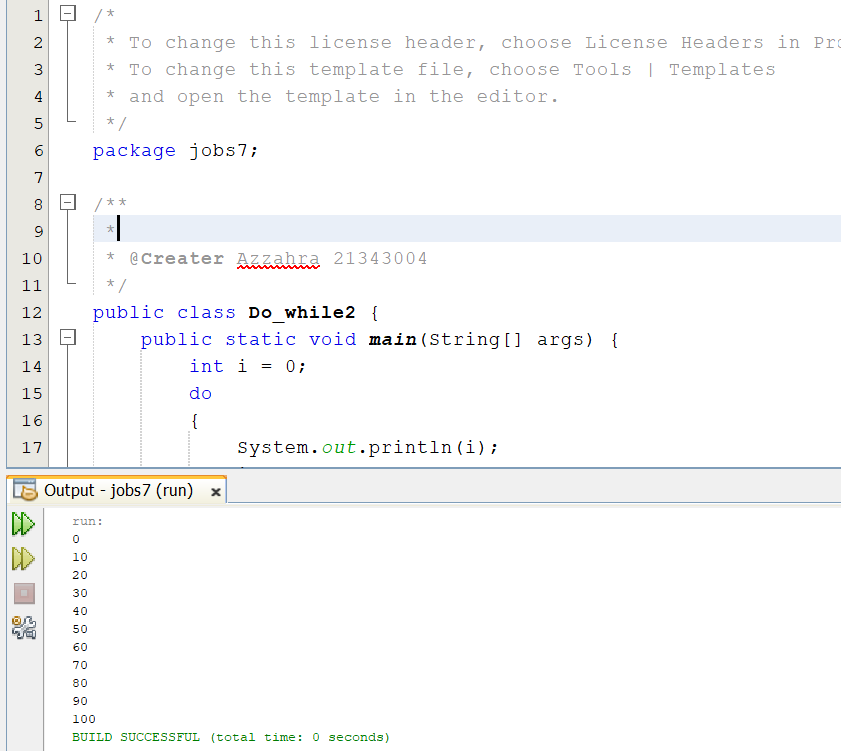 1 /*
2 * To change this license header, choose License Headers in Pro
3 * To change this template file, choose Tools | Templates
4 * and open the template in the editor.
5 */
6 package jobs7;
7
8 /**
9 *
10 * @Creater Azzahra 21343004
11 */
12 public class Do_while2 {
13 public static void main(String[] args) {
14 int i = 0;
15 do
16 {
17 System.out.println(i);
Output - jobs7 (run) x
run:
0
10
20
30
40
50
60
70
80
90
100
BUILD SUCCESSFUL (total time: 0 seconds)